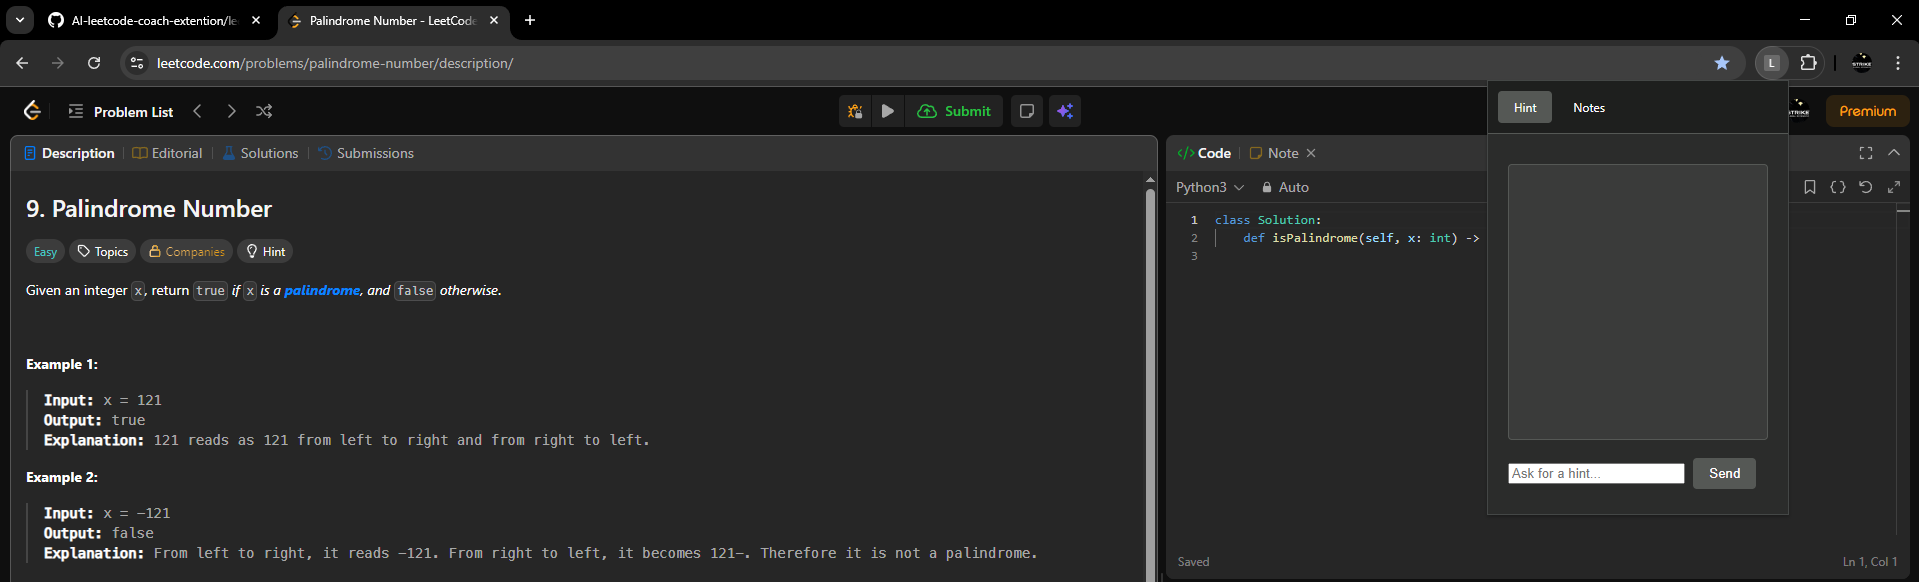 AI-leetcode-coach-extention/le
Palindrome Number - LeetCode
leetcode.com/problems/palindrome-number/description/
L
STRIKE
Hint
Notes
Problem List
Submit
STRIKE
Premium
Description
Editorial
Solutions
Submissions
Code
Note
Python3
Auto
9. Palindrome Number
Easy
Topics
Companies
Hint
Given an integer x, return true if x is a palindrome, and false otherwise.
Example 1:
Input: x = 121
Output: true
Explanation: 121 reads as 121 from left to right and from right to left.
Example 2:
Input: x = -121
Output: false
Explanation: From left to right, it reads -121. From right to left, it becomes 121-. Therefore it is not a palindrome.
1 class Solution:
2 def isPalindrome(self, x: int) ->
3
Ask for a hint...
Send
Saved
Ln 1, Col 1